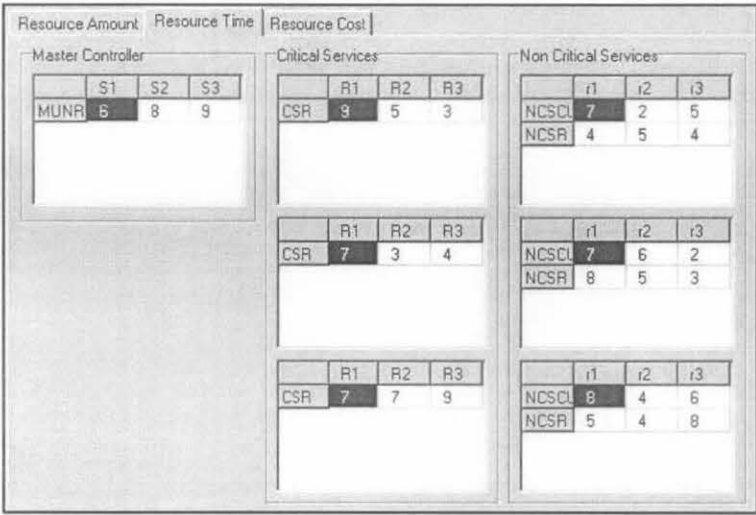 Resource Amount Resource Time Resource Cost
Master Controller
S1 S2 S3
MUNR 6 8 9
Critical Services
R1 R2 R3
CSR 9 5 3
R1 R2 R3
CSR 7 3 4
R1 R2 R3
CSR 7 7 9
Non Critical Services
r1 r2 r3
NCSCU 7 2 5
NCSR 4 5 4
r1 r2 r3
NCSCU 7 6 2
NCSR 8 5 3
r1 r2 r3
NCSCU 8 4 6
NCSR 5 4 8